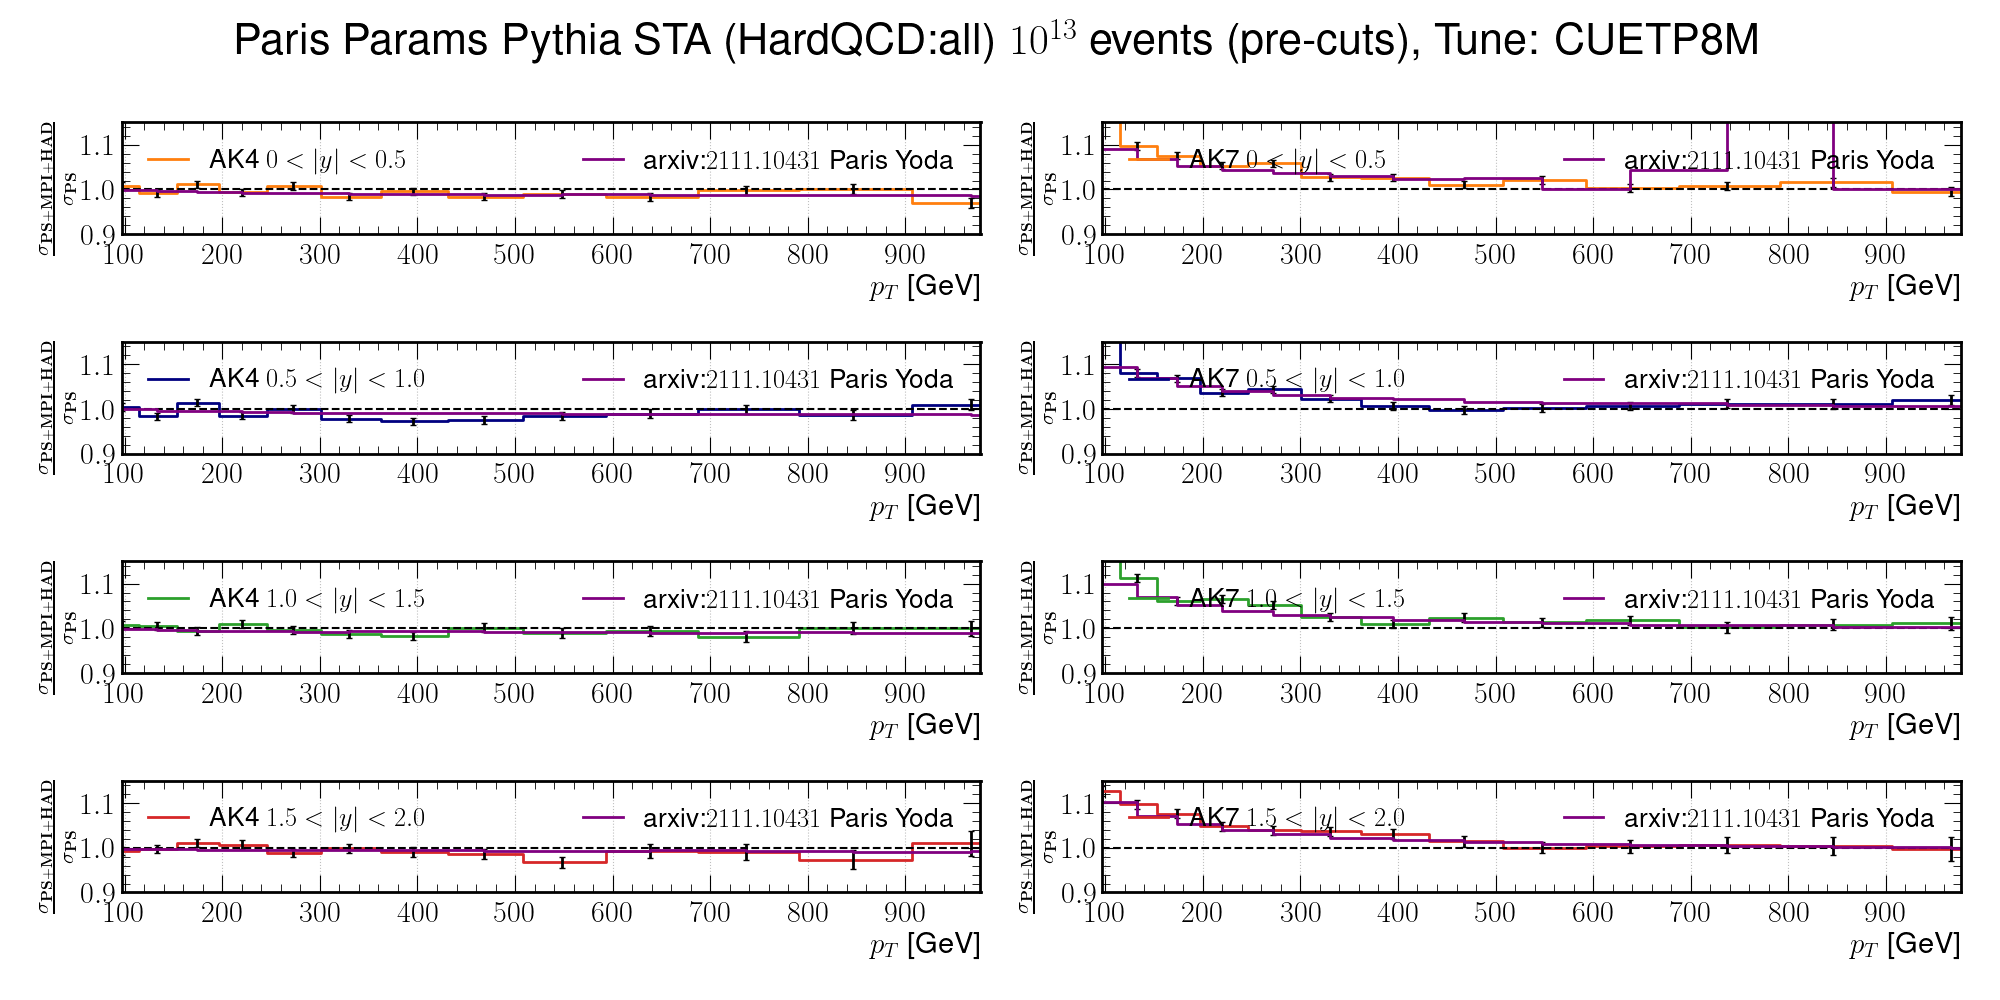 Paris Params Pythia STA (HardQCD:all) 10^13 events (pre-cuts), Tune: CUETP8M
σPS+MPI+HAD
σPS
1.1
1.0
0.9
AK4 0 < |y| < 0.5
arxiv:2111.10431 Paris Yoda
100 200 300 400 500 600 700 800 900
pT [GeV]
σPS+MPI+HAD
σPS
1.1
1.0
0.9
AK7 0 < |y| < 0.5
arxiv:2111.10431 Paris Yoda
100 200 300 400 500 600 700 800 900
pT [GeV]
σPS+MPI+HAD
σPS
1.1
1.0
0.9
AK4 0.5 < |y| < 1.0
arxiv:2111.10431 Paris Yoda
100 200 300 400 500 600 700 800 900
pT [GeV]
σPS+MPI+HAD
σPS
1.1
1.0
0.9
AK7 0.5 < |y| < 1.0
arxiv:2111.10431 Paris Yoda
100 200 300 400 500 600 700 800 900
pT [GeV]
σPS+MPI+HAD
σPS
1.1
1.0
0.9
AK4 1.0 < |y| < 1.5
arxiv:2111.10431 Paris Yoda
100 200 300 400 500 600 700 800 900
pT [GeV]
σPS+MPI+HAD
σPS
1.1
1.0
0.9
AK7 1.0 < |y| < 1.5
arxiv:2111.10431 Paris Yoda
100 200 300 400 500 600 700 800 900
pT [GeV]
σPS+MPI+HAD
σPS
1.1
1.0
0.9
AK4 1.5 < |y| < 2.0
arxiv:2111.10431 Paris Yoda
100 200 300 400 500 600 700 800 900
pT [GeV]
σPS+MPI+HAD
σPS
1.1
1.0
0.9
AK7 1.5 < |y| < 2.0
arxiv:2111.10431 Paris Yoda
100 200 300 400 500 600 700 800 900
pT [GeV]